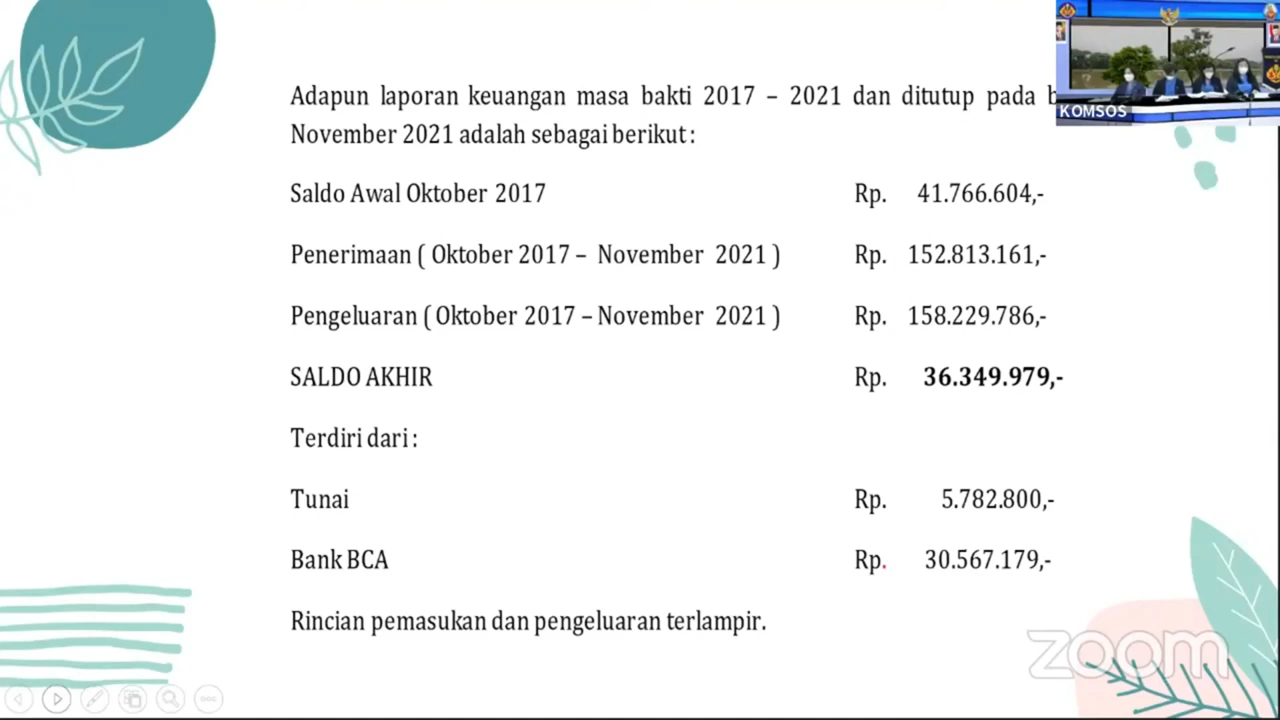 Adapun laporan keuangan masa bakti 2017 – 2021 dan ditutup pada
November 2021 adalah sebagai berikut :
Saldo Awal Oktober 2017 Rp. 41.766.604,-
Penerimaan ( Oktober 2017 – November 2021 ) Rp. 152.813.161,-
Pengeluaran ( Oktober 2017 – November 2021 ) Rp. 158.229.786,-
SALDO AKHIR Rp. 36.349.979,-
Terdiri dari :
Tunai Rp. 5.782.800,-
Bank BCA Rp. 30.567.179,-
Rincian pemasukan dan pengeluaran terlampir.
KOMSOS
zoom